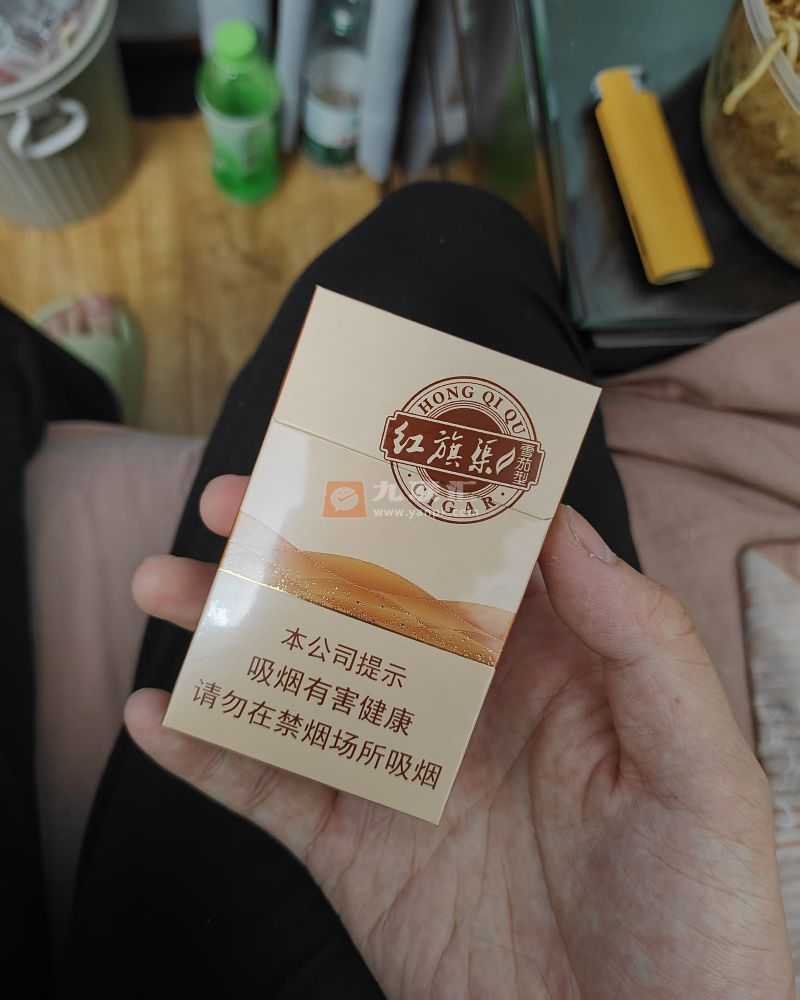 HONG QI QU
红旗渠
雪茄型
CIGAR
本公司提示
吸烟有害健康
请勿在禁烟场所吸烟